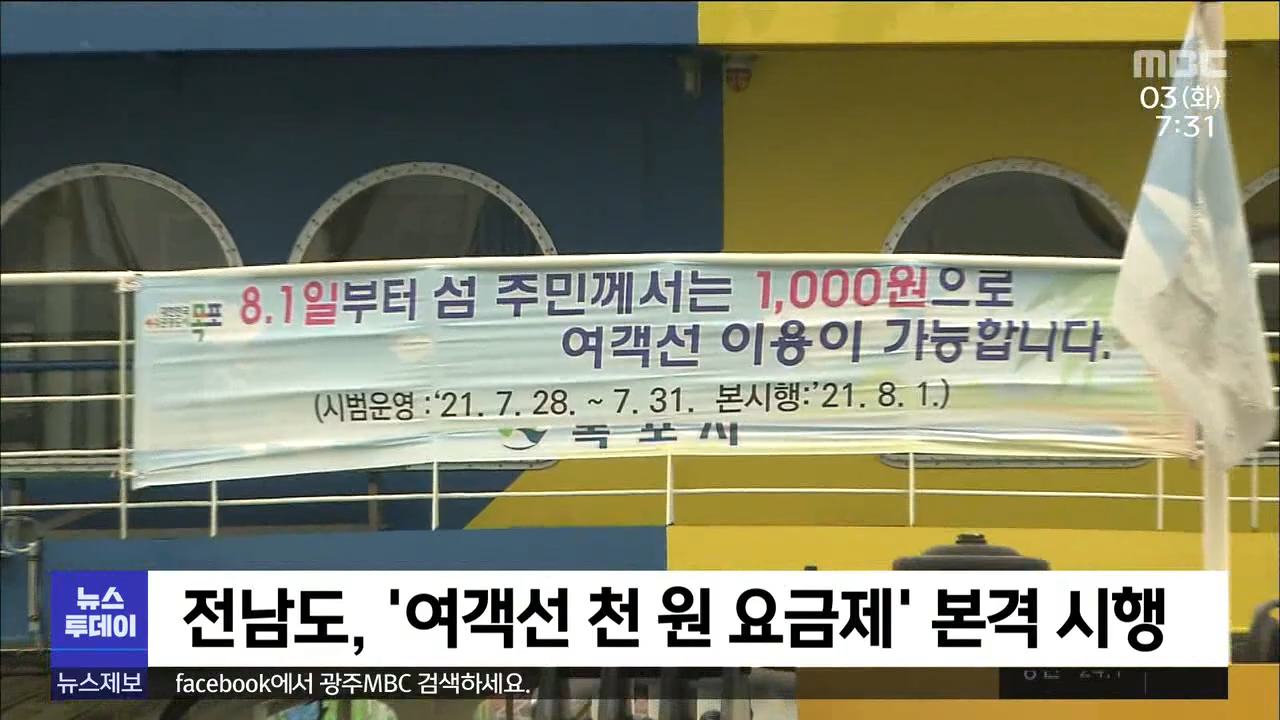 MBC
03(화)
7:31
목포
8.1일부터 섬 주민께서는 1,000원으로
여객선 이용이 가능합니다.
(시범운영 :‘21. 7. 28. ~ 7. 31. 본시행:’21. 8. 1.)
목포시
뉴스
투데이
전남도, '여객선 천 원 요금제' 본격 시행
뉴스제보
facebook에서 광주MBC 검색하세요.